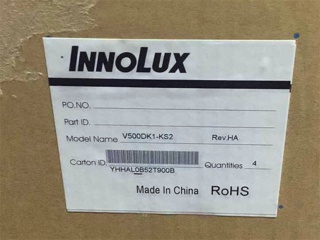 INNOLUX
PO.NO.
Part ID.
Model Name V500DK1-KS2 Rev.HA
Carton ID. Quantities 4
YHHAL0B52T900B
Made In China RoHS